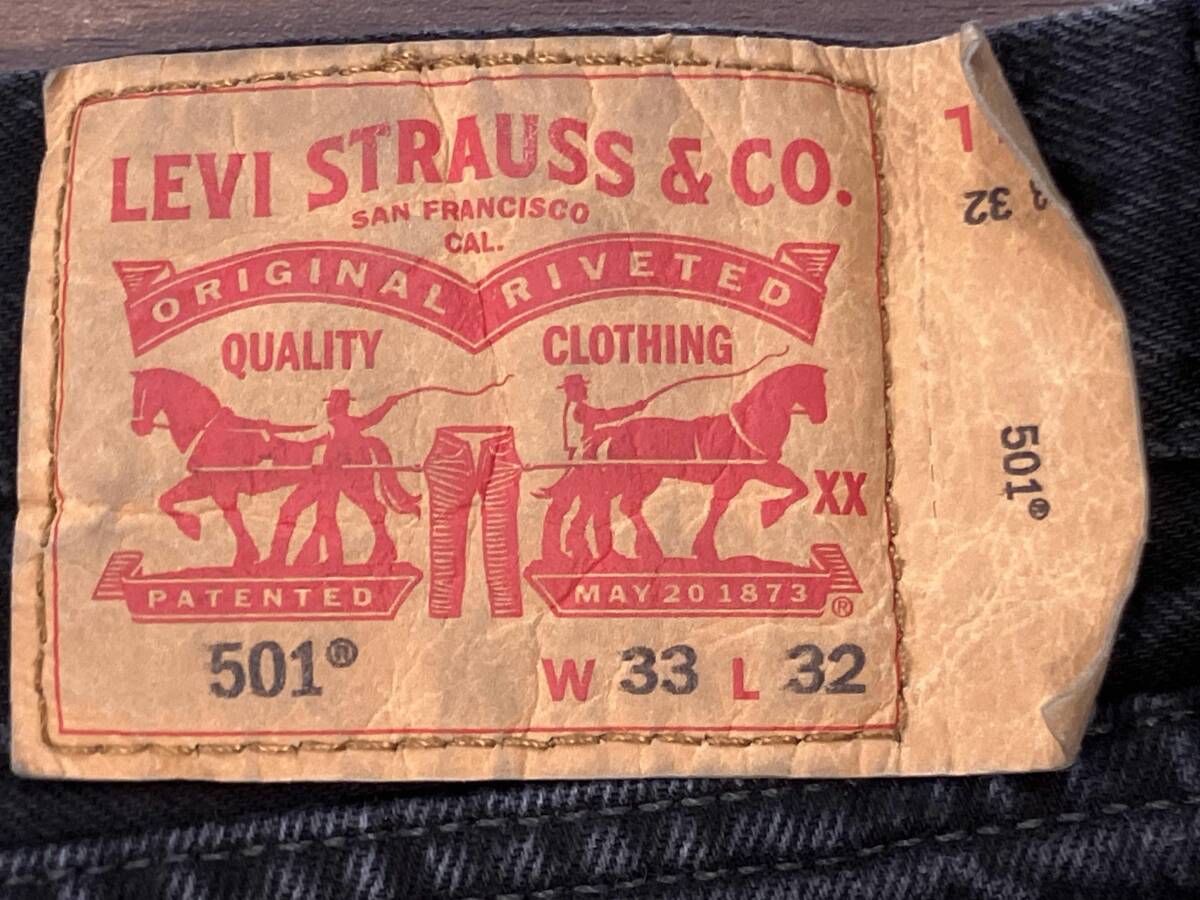 LEVI STRAUSS & CO.
SAN FRANCISCO
CAL.
ORIGINAL RIVETED
QUALITY CLOTHING
XX
PATENTED MAY 20 1873 ®
501® W 33 L 32
L
32
501®